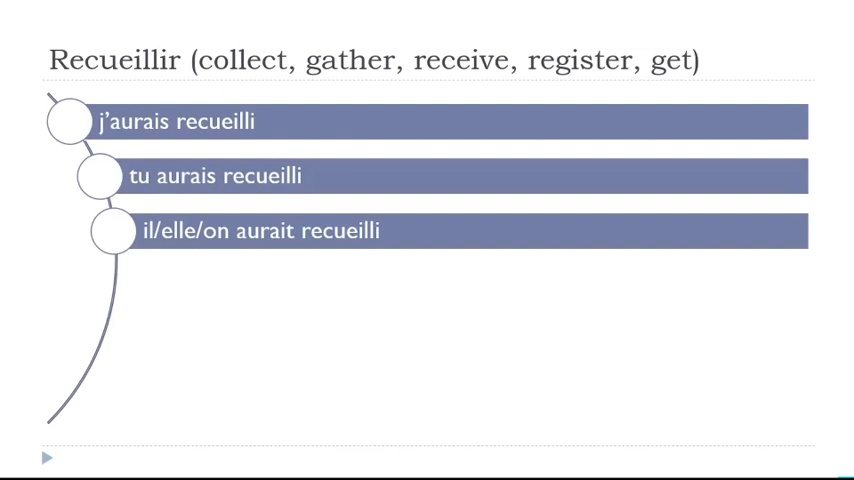 Recueillir (collect, gather, receive, register, get)
j’aurais recueilli
tu aurais recueilli
il/elle/on aurait recueilli